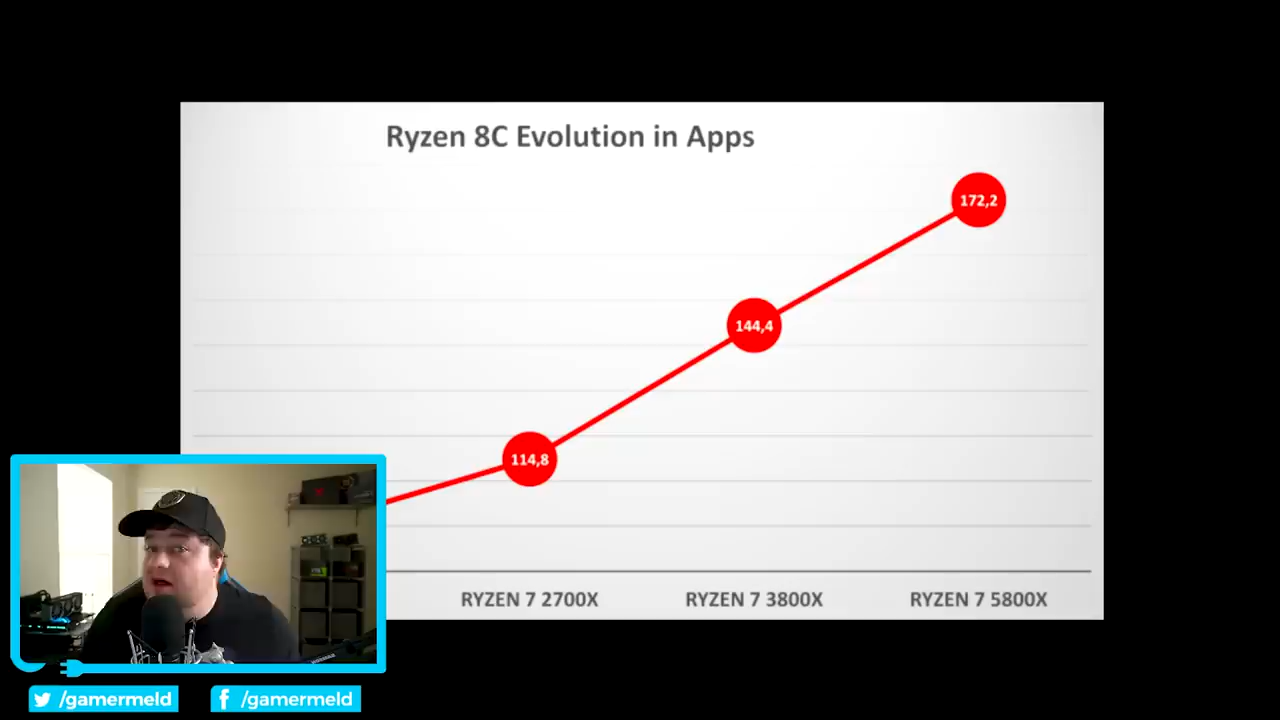 Ryzen 8C Evolution in Apps
172,2
144,4
114,8
RYZEN 7 2700X
RYZEN 7 3800X
RYZEN 7 5800X
/gamermeld
/gamermeld